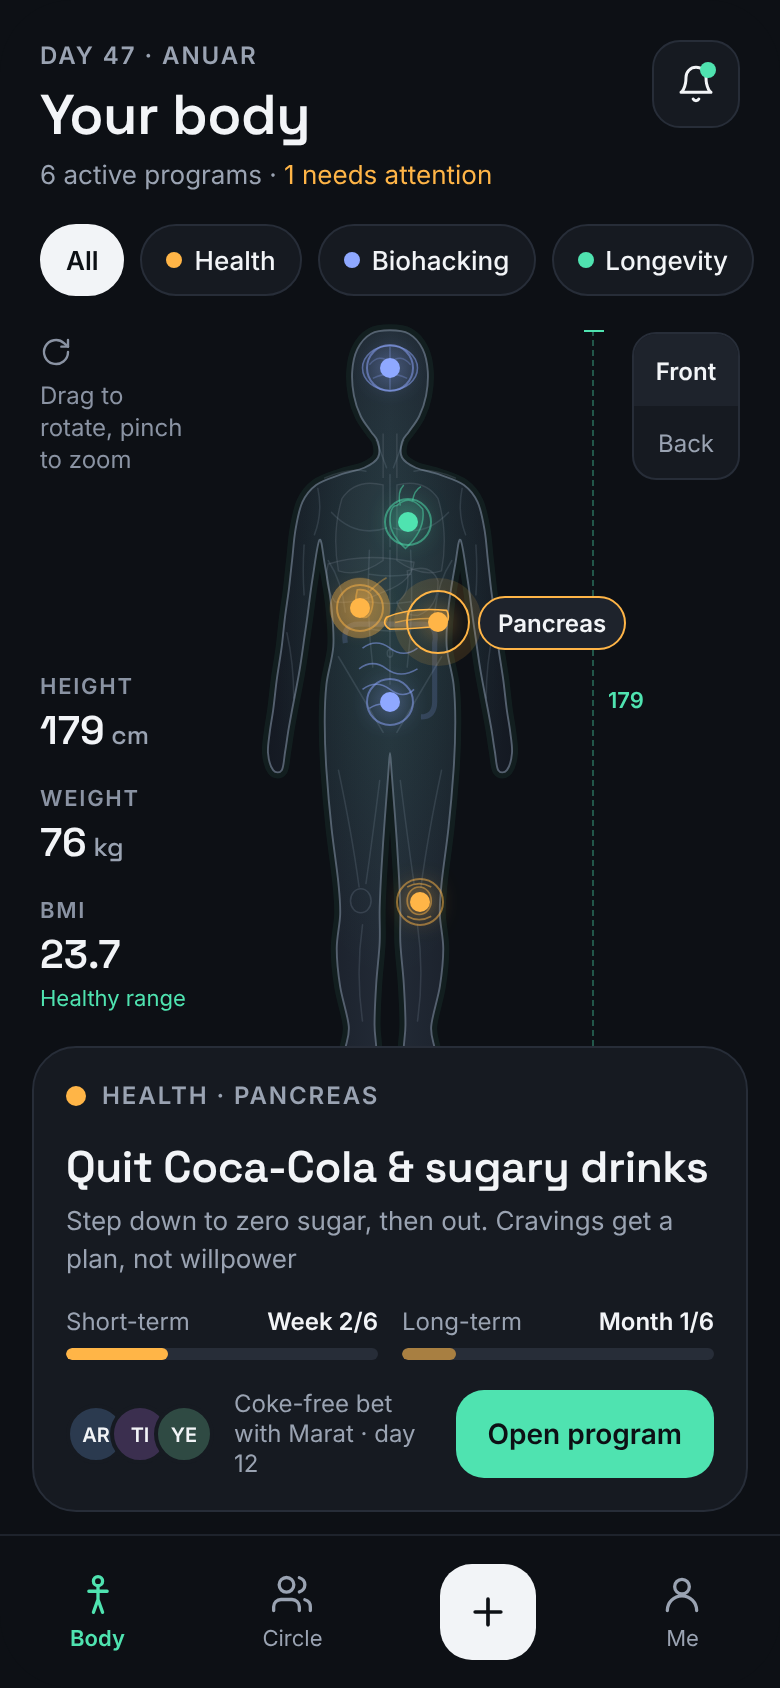 DAY 47 · ANUAR
Your body
6 active programs · 1 needs attention
All
Health
Biohacking
Longevity
Drag to
rotate, pinch
to zoom
Front
Back
Pancreas
179
HEIGHT
179 cm
WEIGHT
76 kg
BMI
23.7
Healthy range
HEALTH · PANCREAS
Quit Coca-Cola & sugary drinks
Step down to zero sugar, then out. Cravings get a
plan, not willpower
Short-term Week 2/6
Long-term Month 1/6
AR TI YE
Coke-free bet
with Marat · day
12
Open program
Body
Circle
Me